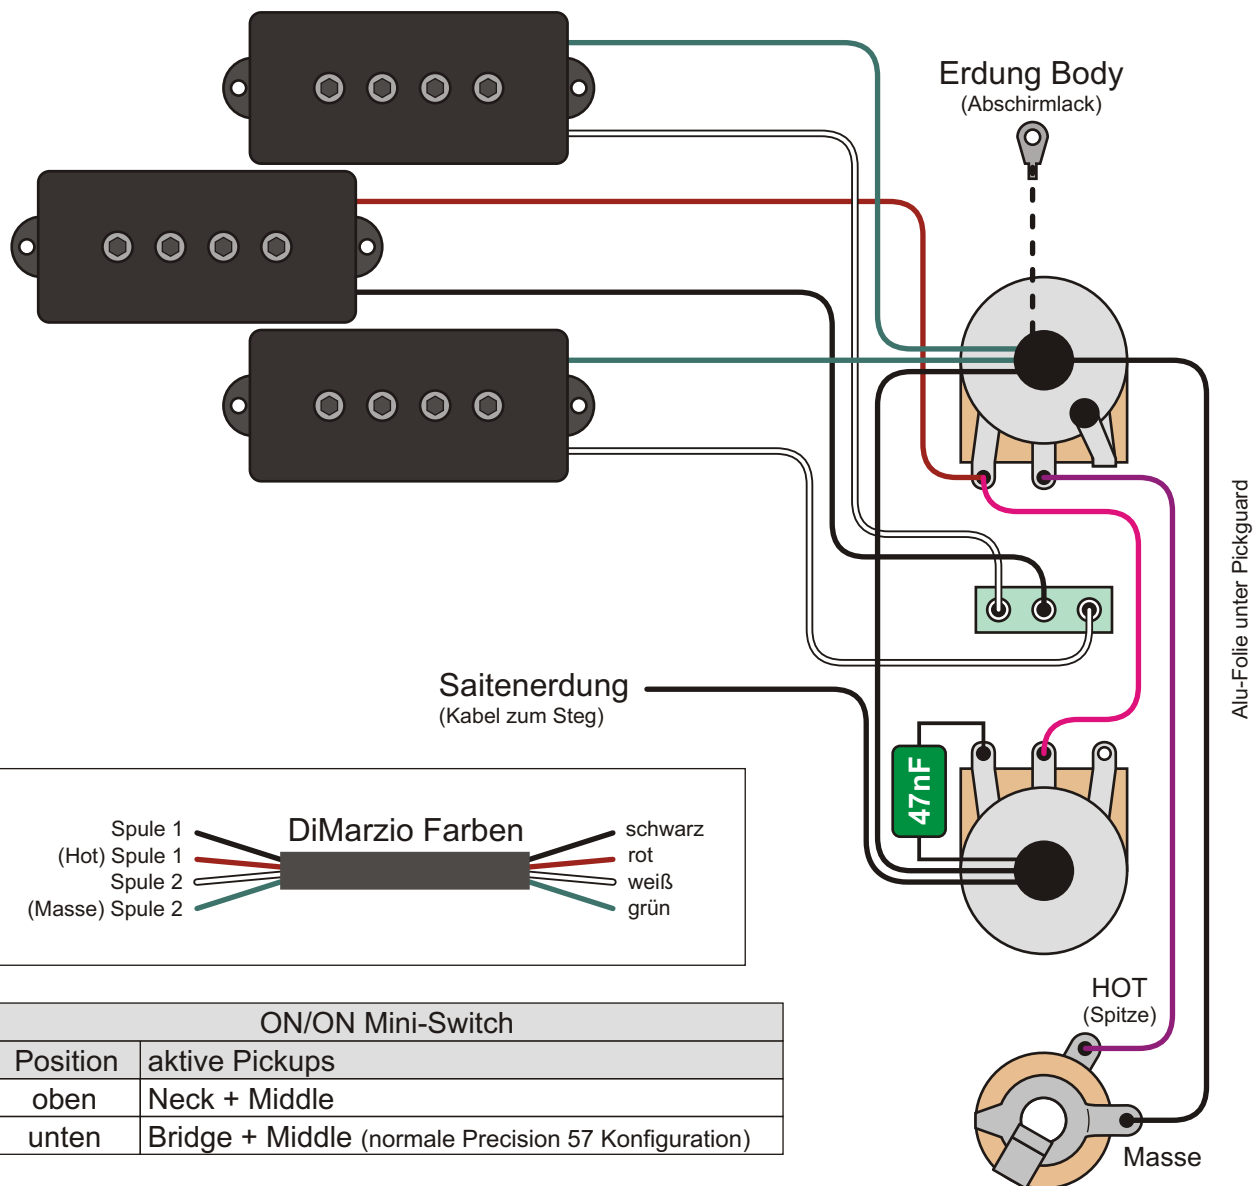 Erdung Body
(Abschirmlack)
Alu-Folie unter Pickguard
Saitenerdung
(Kabel zum Steg)
47nF
DiMarzio Farben
Spule 1
(Hot) Spule 1
Spule 2
(Masse) Spule 2
schwarz
rot
weiß
grün
HOT
(Spitze)
Masse
ON/ON Mini-Switch
Position aktive Pickups
oben Neck + Middle
unten Bridge + Middle (normale Precision 57 Konfiguration)